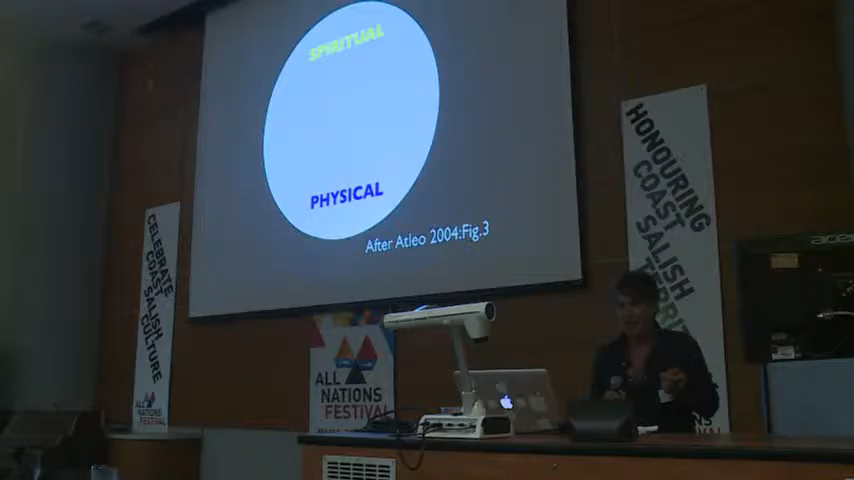 SPIRITUAL
PHYSICAL
After Atleo 2004:Fig.3
CELEBRATE
COAST SALISH
CULTURE
ALL
NATIONS
FESTIVAL
HONOURING
COAST
SALISH
ALL
NATIONS
FESTIVAL
acer